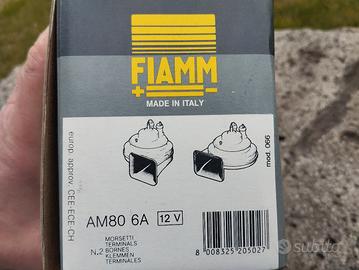 FIAMM
+ -
MADE IN ITALY
europ. approv. CEE-ECE-CH
mod. 066
AM80 6A 12 V
MORSETTI
TERMINALS
N.2 BORNES
KLEMMEN
TERMINALES
8 008325 205027
subito